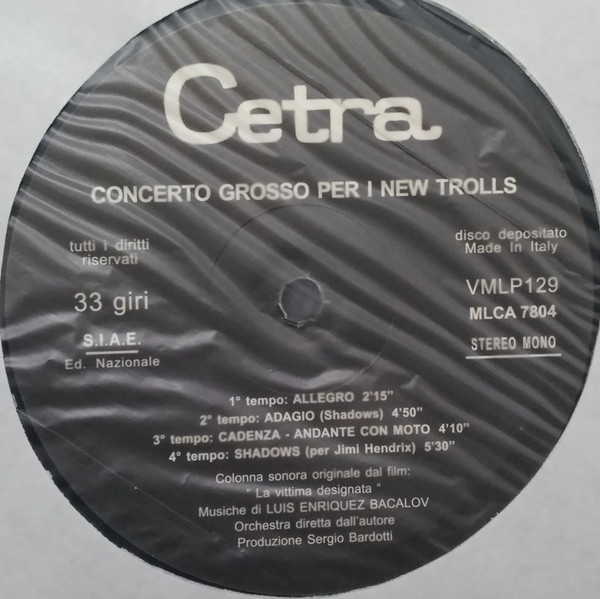 Cetra
CONCERTO GROSSO PER I NEW TROLLS
tutti i diritti
riservati
33 giri
S.I.A.E.
Ed. Nazionale
disco depositato
Made In Italy
VMLP129
MLCA 7804
STEREO MONO
1° tempo: ALLEGRO 2'15"
2° tempo: ADAGIO (Shadows) 4'50"
3° tempo: CADENZA - ANDANTE CON MOTO 4'10"
4° tempo: SHADOWS (per Jimi Hendrix) 5'30"
Colonna sonora originale dal film:
" La vittima designata "
Musiche di LUIS ENRIQUEZ BACALOV
Orchestra diretta dall'autore
Produzione Sergio Bardotti